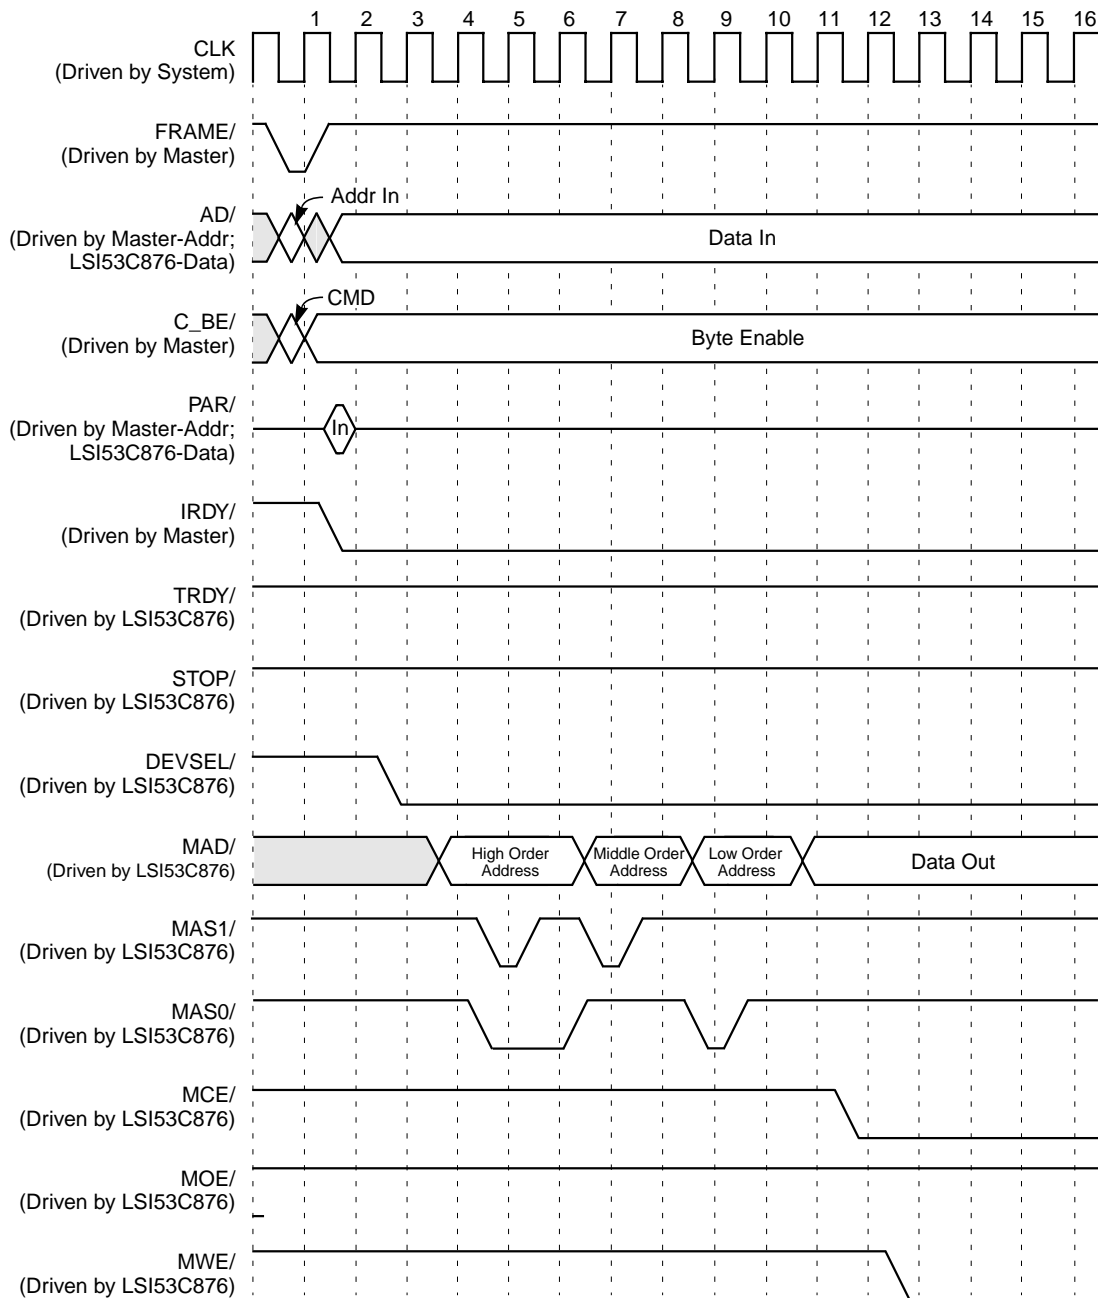 1 2 3 4 5 6 7 8 9 10 11 12 13 14 15 16
CLK
(Driven by System)
FRAME/
(Driven by Master)
Addr In
AD/
(Driven by Master-Addr;
LSI53C876-Data)
Data In
CMD
C_BE/
(Driven by Master)
Byte Enable
PAR/
(Driven by Master-Addr;
LSI53C876-Data)
In
IRDY/
(Driven by Master)
TRDY/
(Driven by LSI53C876)
STOP/
(Driven by LSI53C876)
DEVSEL/
(Driven by LSI53C876)
MAD/
(Driven by LSI53C876)
High Order
Address
Middle Order
Address
Low Order
Address
Data Out
MAS1/
(Driven by LSI53C876)
MAS0/
(Driven by LSI53C876)
MCE/
(Driven by LSI53C876)
MOE/
(Driven by LSI53C876)
MWE/
(Driven by LSI53C876)